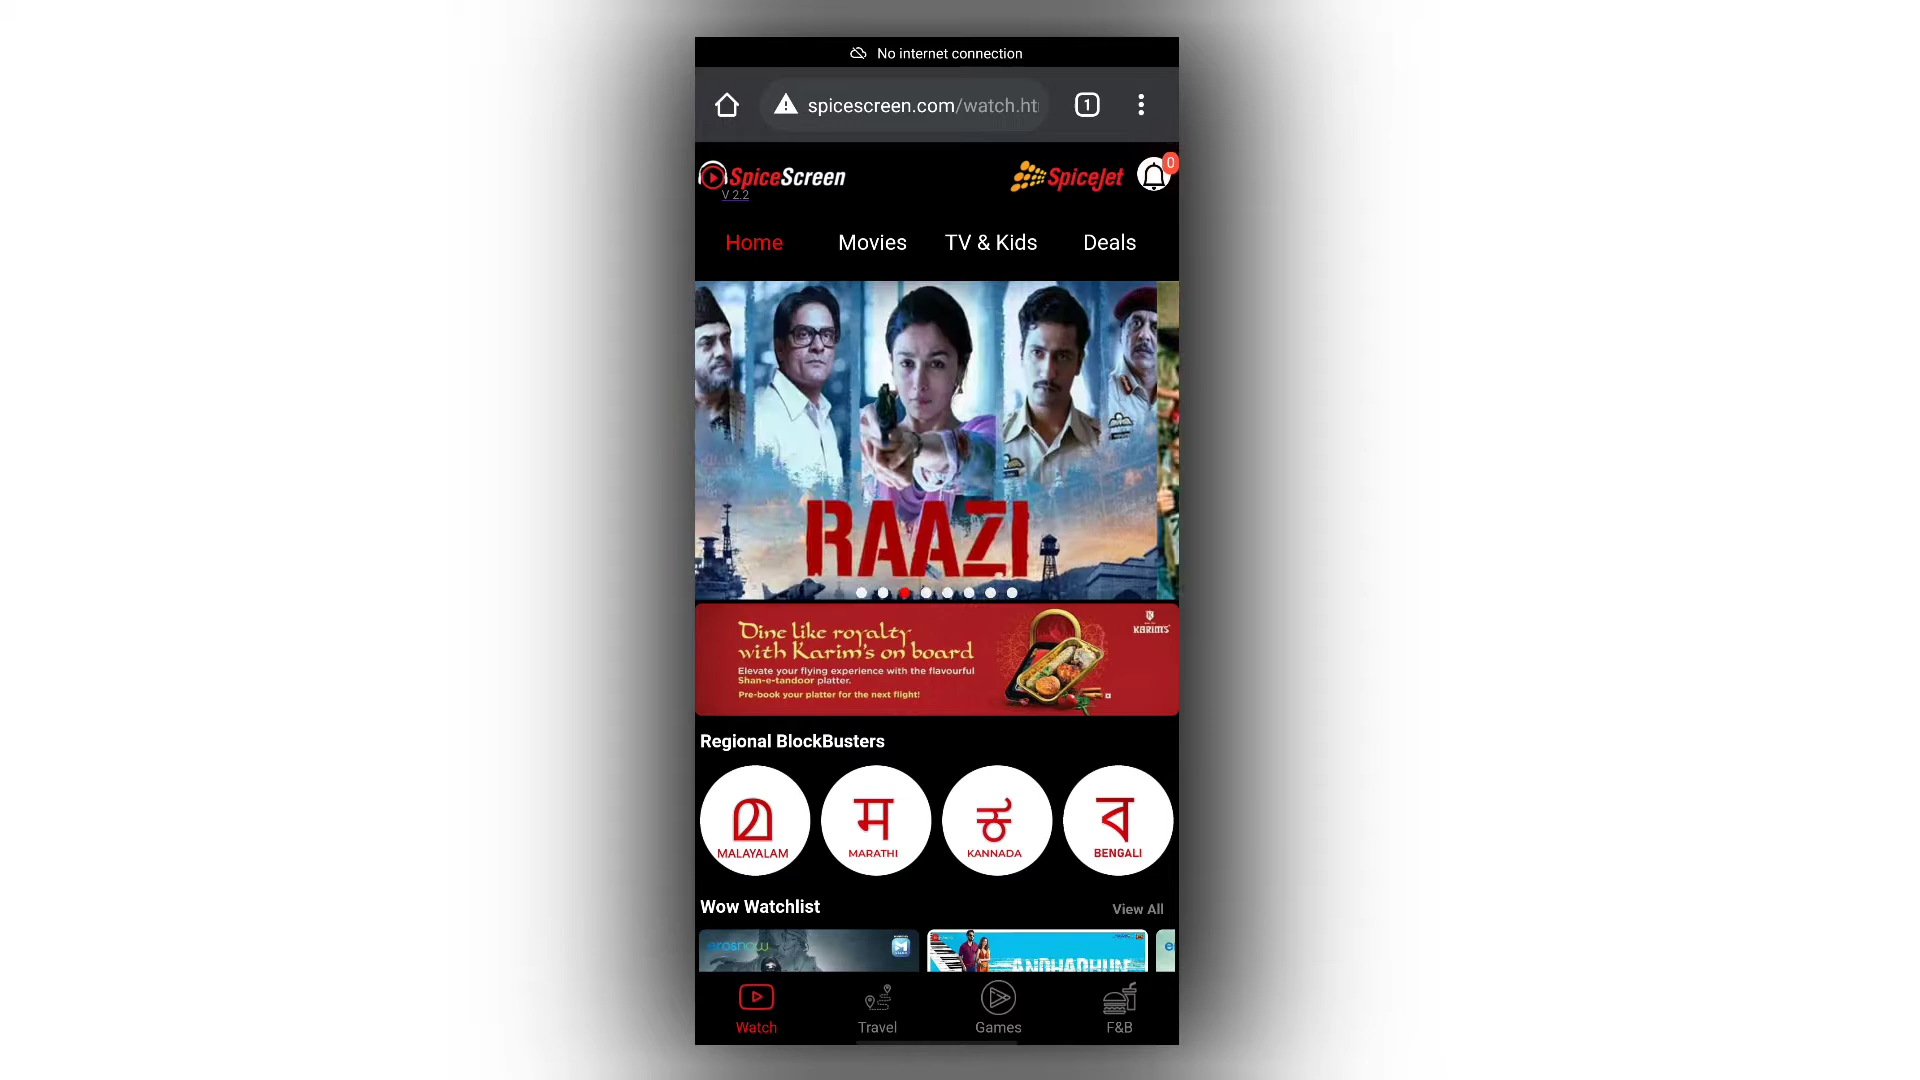 No internet connection
spicescreen.com/watch.ht
1
SpiceScreen
V 2.2
SpiceJet
0
Home Movies TV & Kids Deals
RAAZI
Dine like royalty
with Karim's on board
Elevate your flying experience with the flavourful
Shan-e-tandoor platter.
Pre-book your platter for the next flight!
KARIM'S
Regional BlockBusters
മ
MALAYALAM
म
MARATHI
ಕ
KANNADA
ব
BENGALI
Wow Watchlist
View All
erosnow
ANDHADHUN
Watch Travel Games F&B